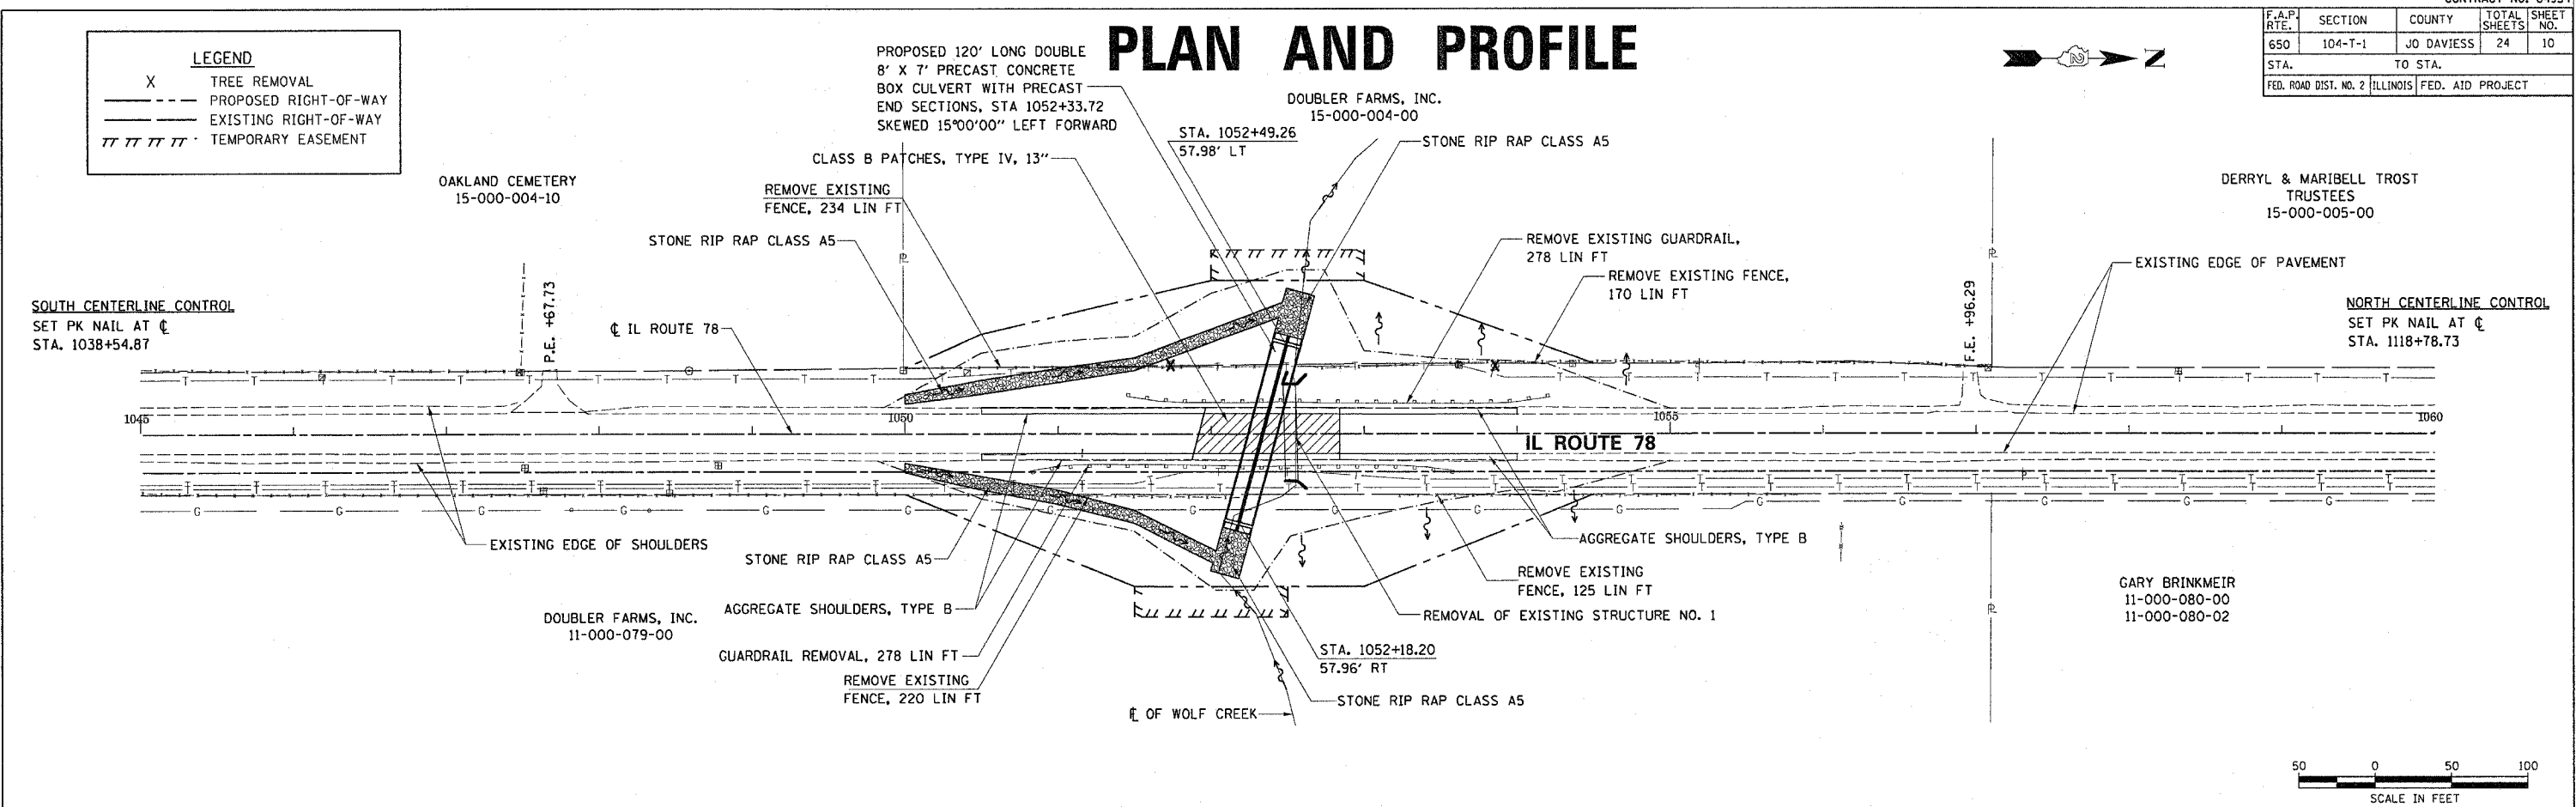 PLAN AND PROFILE
F.A.P. RTE. SECTION COUNTY TOTAL SHEETS SHEET NO.
650 104-T-1 JO DAVIESS 24 10
STA. TO STA.
FED. ROAD DIST. NO. 2 ILLINOIS FED. AID PROJECT
LEGEND
X TREE REMOVAL
PROPOSED RIGHT-OF-WAY
EXISTING RIGHT-OF-WAY
TEMPORARY EASEMENT
N
PROPOSED 120' LONG DOUBLE
8' X 7' PRECAST CONCRETE
BOX CULVERT WITH PRECAST
END SECTIONS, STA 1052+33.72
SKEWED 15°00'00" LEFT FORWARD
DOUBLER FARMS, INC.
15-000-004-00
STA. 1052+49.26
57.98' LT
STONE RIP RAP CLASS A5
CLASS B PATCHES, TYPE IV, 13"
OAKLAND CEMETERY
15-000-004-10
REMOVE EXISTING
FENCE, 234 LIN FT
DERRYL & MARIBELL TROST
TRUSTEES
15-000-005-00
STONE RIP RAP CLASS A5
REMOVE EXISTING GUARDRAIL,
278 LIN FT
REMOVE EXISTING FENCE,
170 LIN FT
EXISTING EDGE OF PAVEMENT
SOUTH CENTERLINE CONTROL
SET PK NAIL AT ℄
STA. 1038+54.87
P.E. +67.73
℄ IL ROUTE 78
F.E. +96.29
NORTH CENTERLINE CONTROL
SET PK NAIL AT ℄
STA. 1118+78.73
1045
1050
1055
1060
IL ROUTE 78
EXISTING EDGE OF SHOULDERS
STONE RIP RAP CLASS A5
AGGREGATE SHOULDERS, TYPE B
REMOVE EXISTING
FENCE, 125 LIN FT
AGGREGATE SHOULDERS, TYPE B
REMOVAL OF EXISTING STRUCTURE NO. 1
DOUBLER FARMS, INC.
11-000-079-00
GARY BRINKMEIR
11-000-080-00
11-000-080-02
GUARDRAIL REMOVAL, 278 LIN FT
STA. 1052+18.20
57.96' RT
REMOVE EXISTING
FENCE, 220 LIN FT
STONE RIP RAP CLASS A5
℄ OF WOLF CREEK
50 0 50 100
SCALE IN FEET